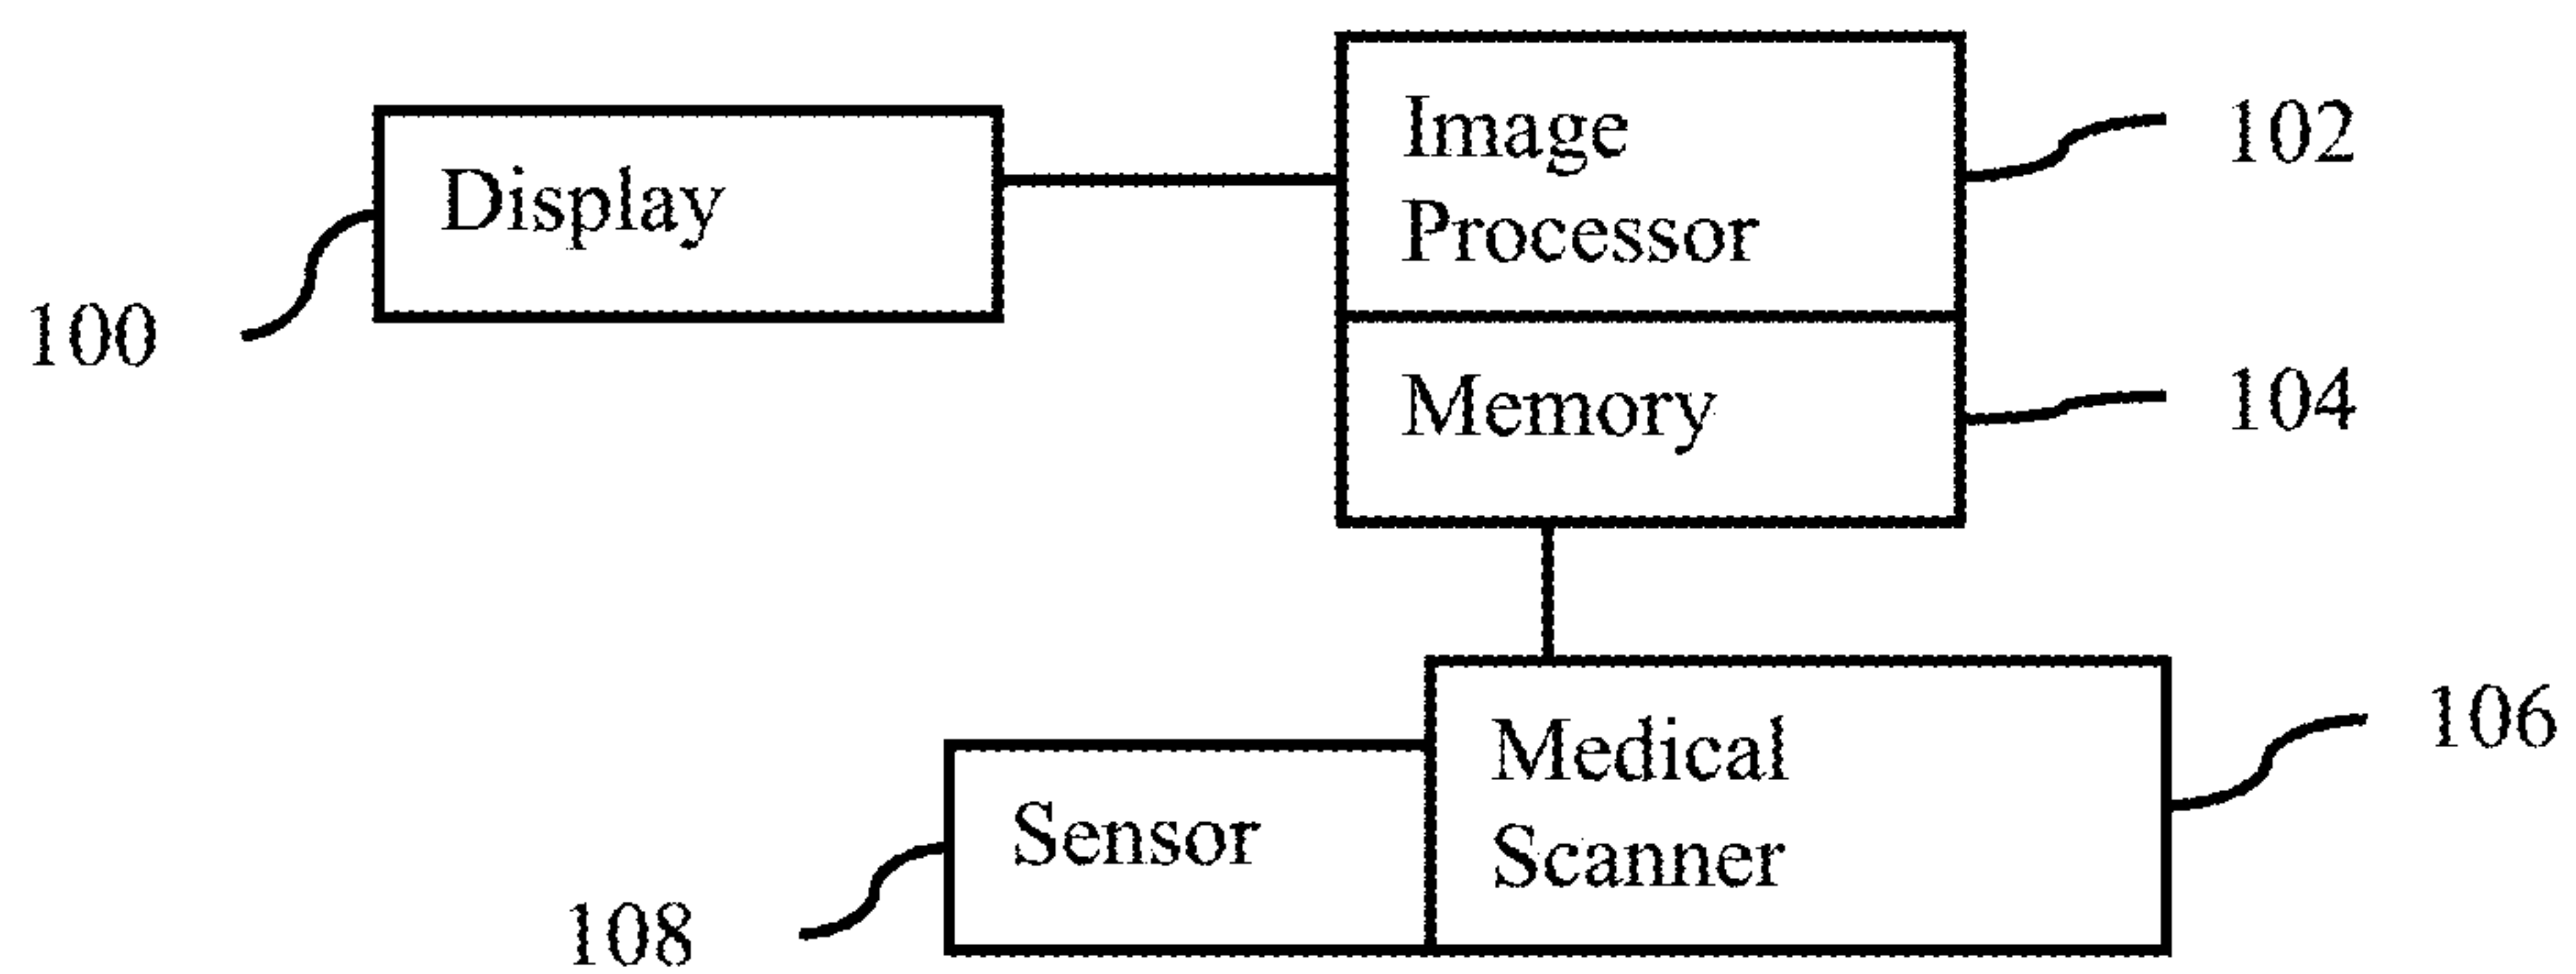 Display
100
Image
Processor
102
Memory
104
Medical
Scanner
106
Sensor
108